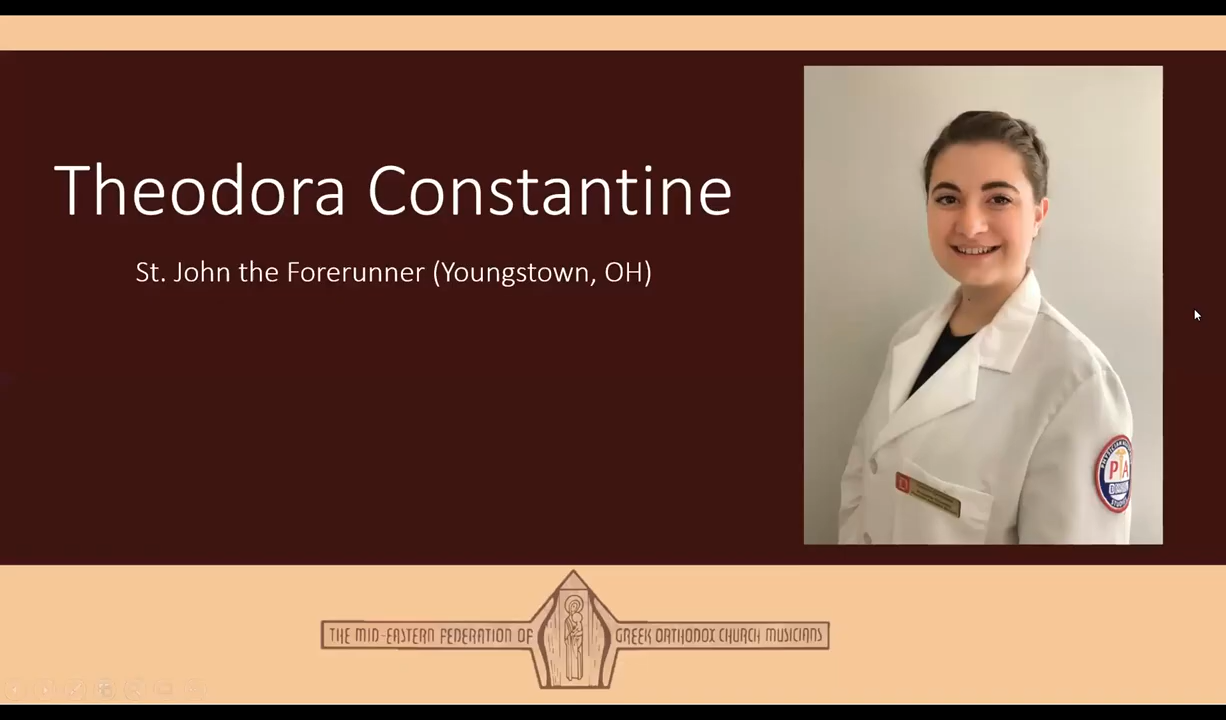 Theodora Constantine
St. John the Forerunner (Youngstown, OH)
THE MID-EASTERN FEDERATION OF GREEK ORTHODOX CHURCH MUSICIANS